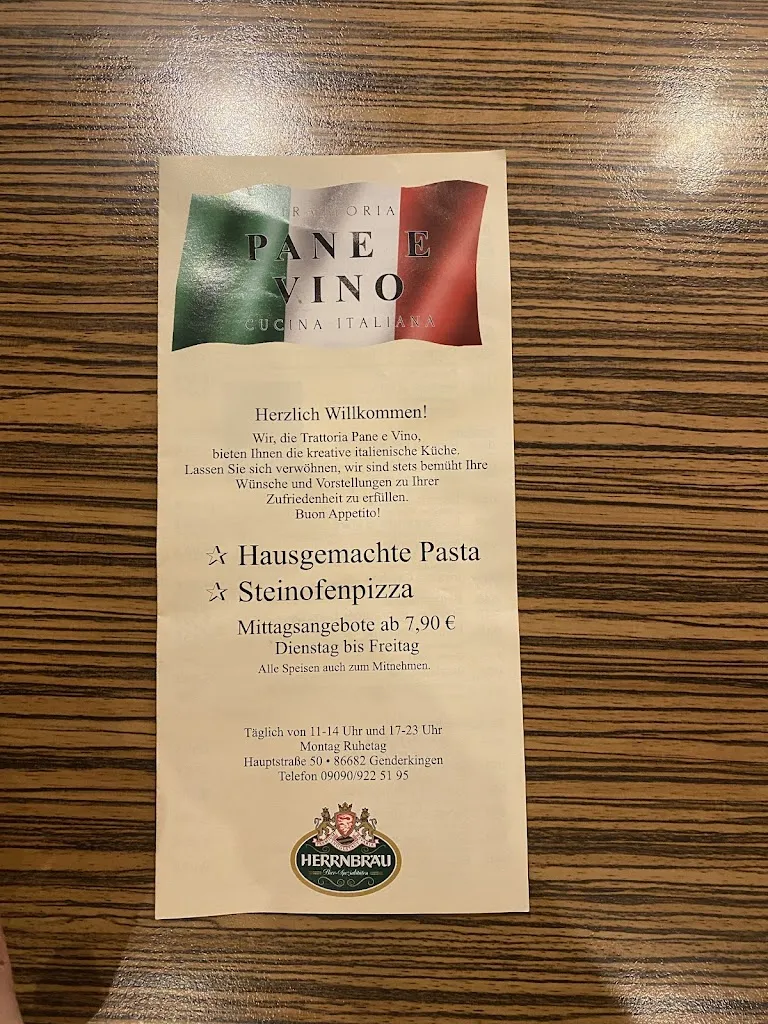 TRATTORIA
PANE E
VINO
CUCINA ITALIANA
Herzlich Willkommen!
Wir, die Trattoria Pane e Vino,
bieten Ihnen die kreative italienische Küche.
Lassen Sie sich verwöhnen, wir sind stets bemüht Ihre
Wünsche und Vorstellungen zu Ihrer
Zufriedenheit zu erfüllen.
Buon Appetito!
☆ Hausgemachte Pasta
☆ Steinofenpizza
Mittagsangebote ab 7,90 €
Dienstag bis Freitag
Alle Speisen auch zum Mitnehmen.
Täglich von 11-14 Uhr und 17-23 Uhr
Montag Ruhetag
Hauptstraße 50 • 86682 Genderkingen
Telefon 09090/922 51 95
HERRNBRÄU
Bier-Spezialitäten